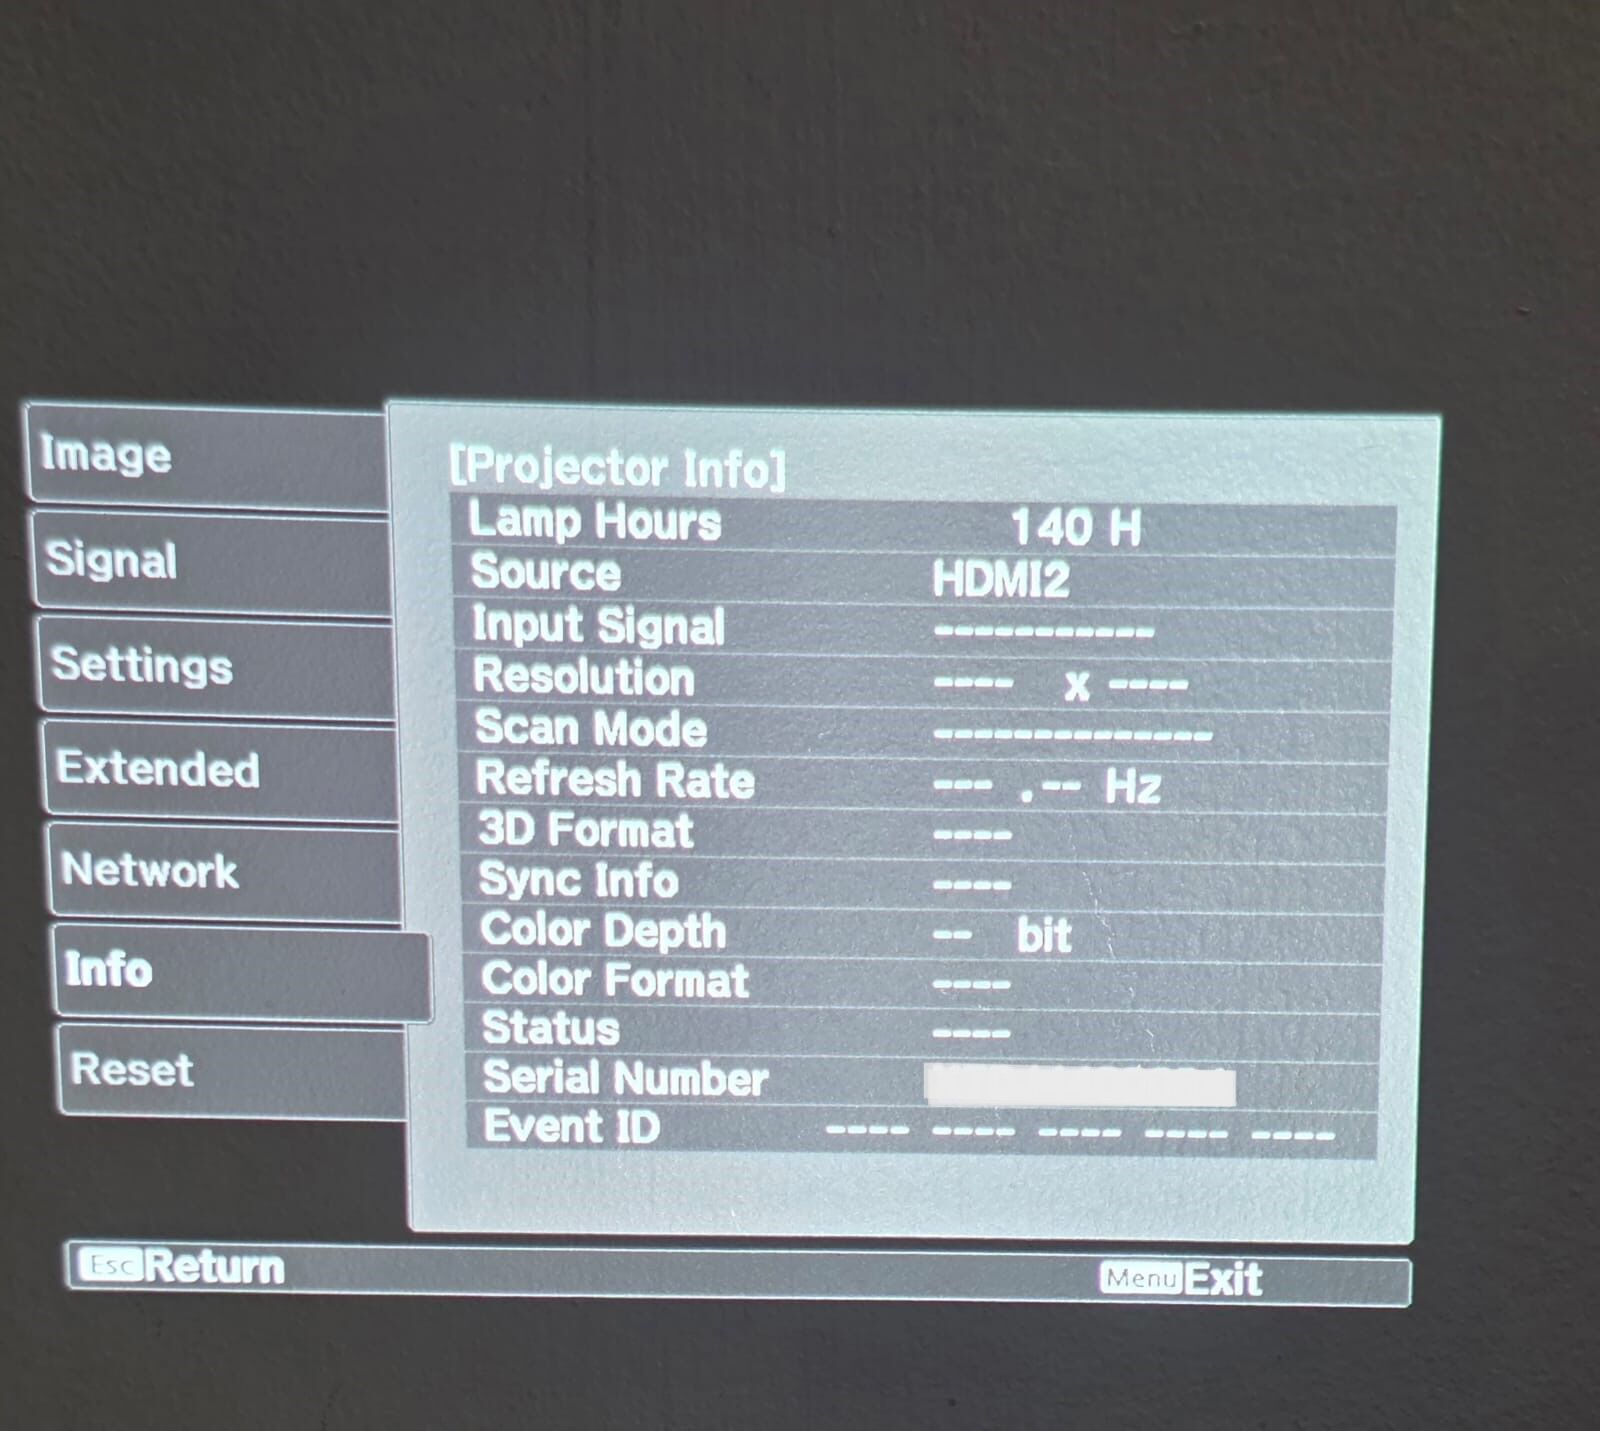 Image
Signal
Settings
Extended
Network
Info
Reset
[Projector Info]
Lamp Hours 140 H
Source HDMI2
Input Signal -----------
Resolution ---- x ----
Scan Mode --------------
Refresh Rate --- .-- Hz
3D Format ----
Sync Info ----
Color Depth -- bit
Color Format ----
Status ----
Serial Number
Event ID ---- ---- ---- ---- ----
Esc Return Menu Exit